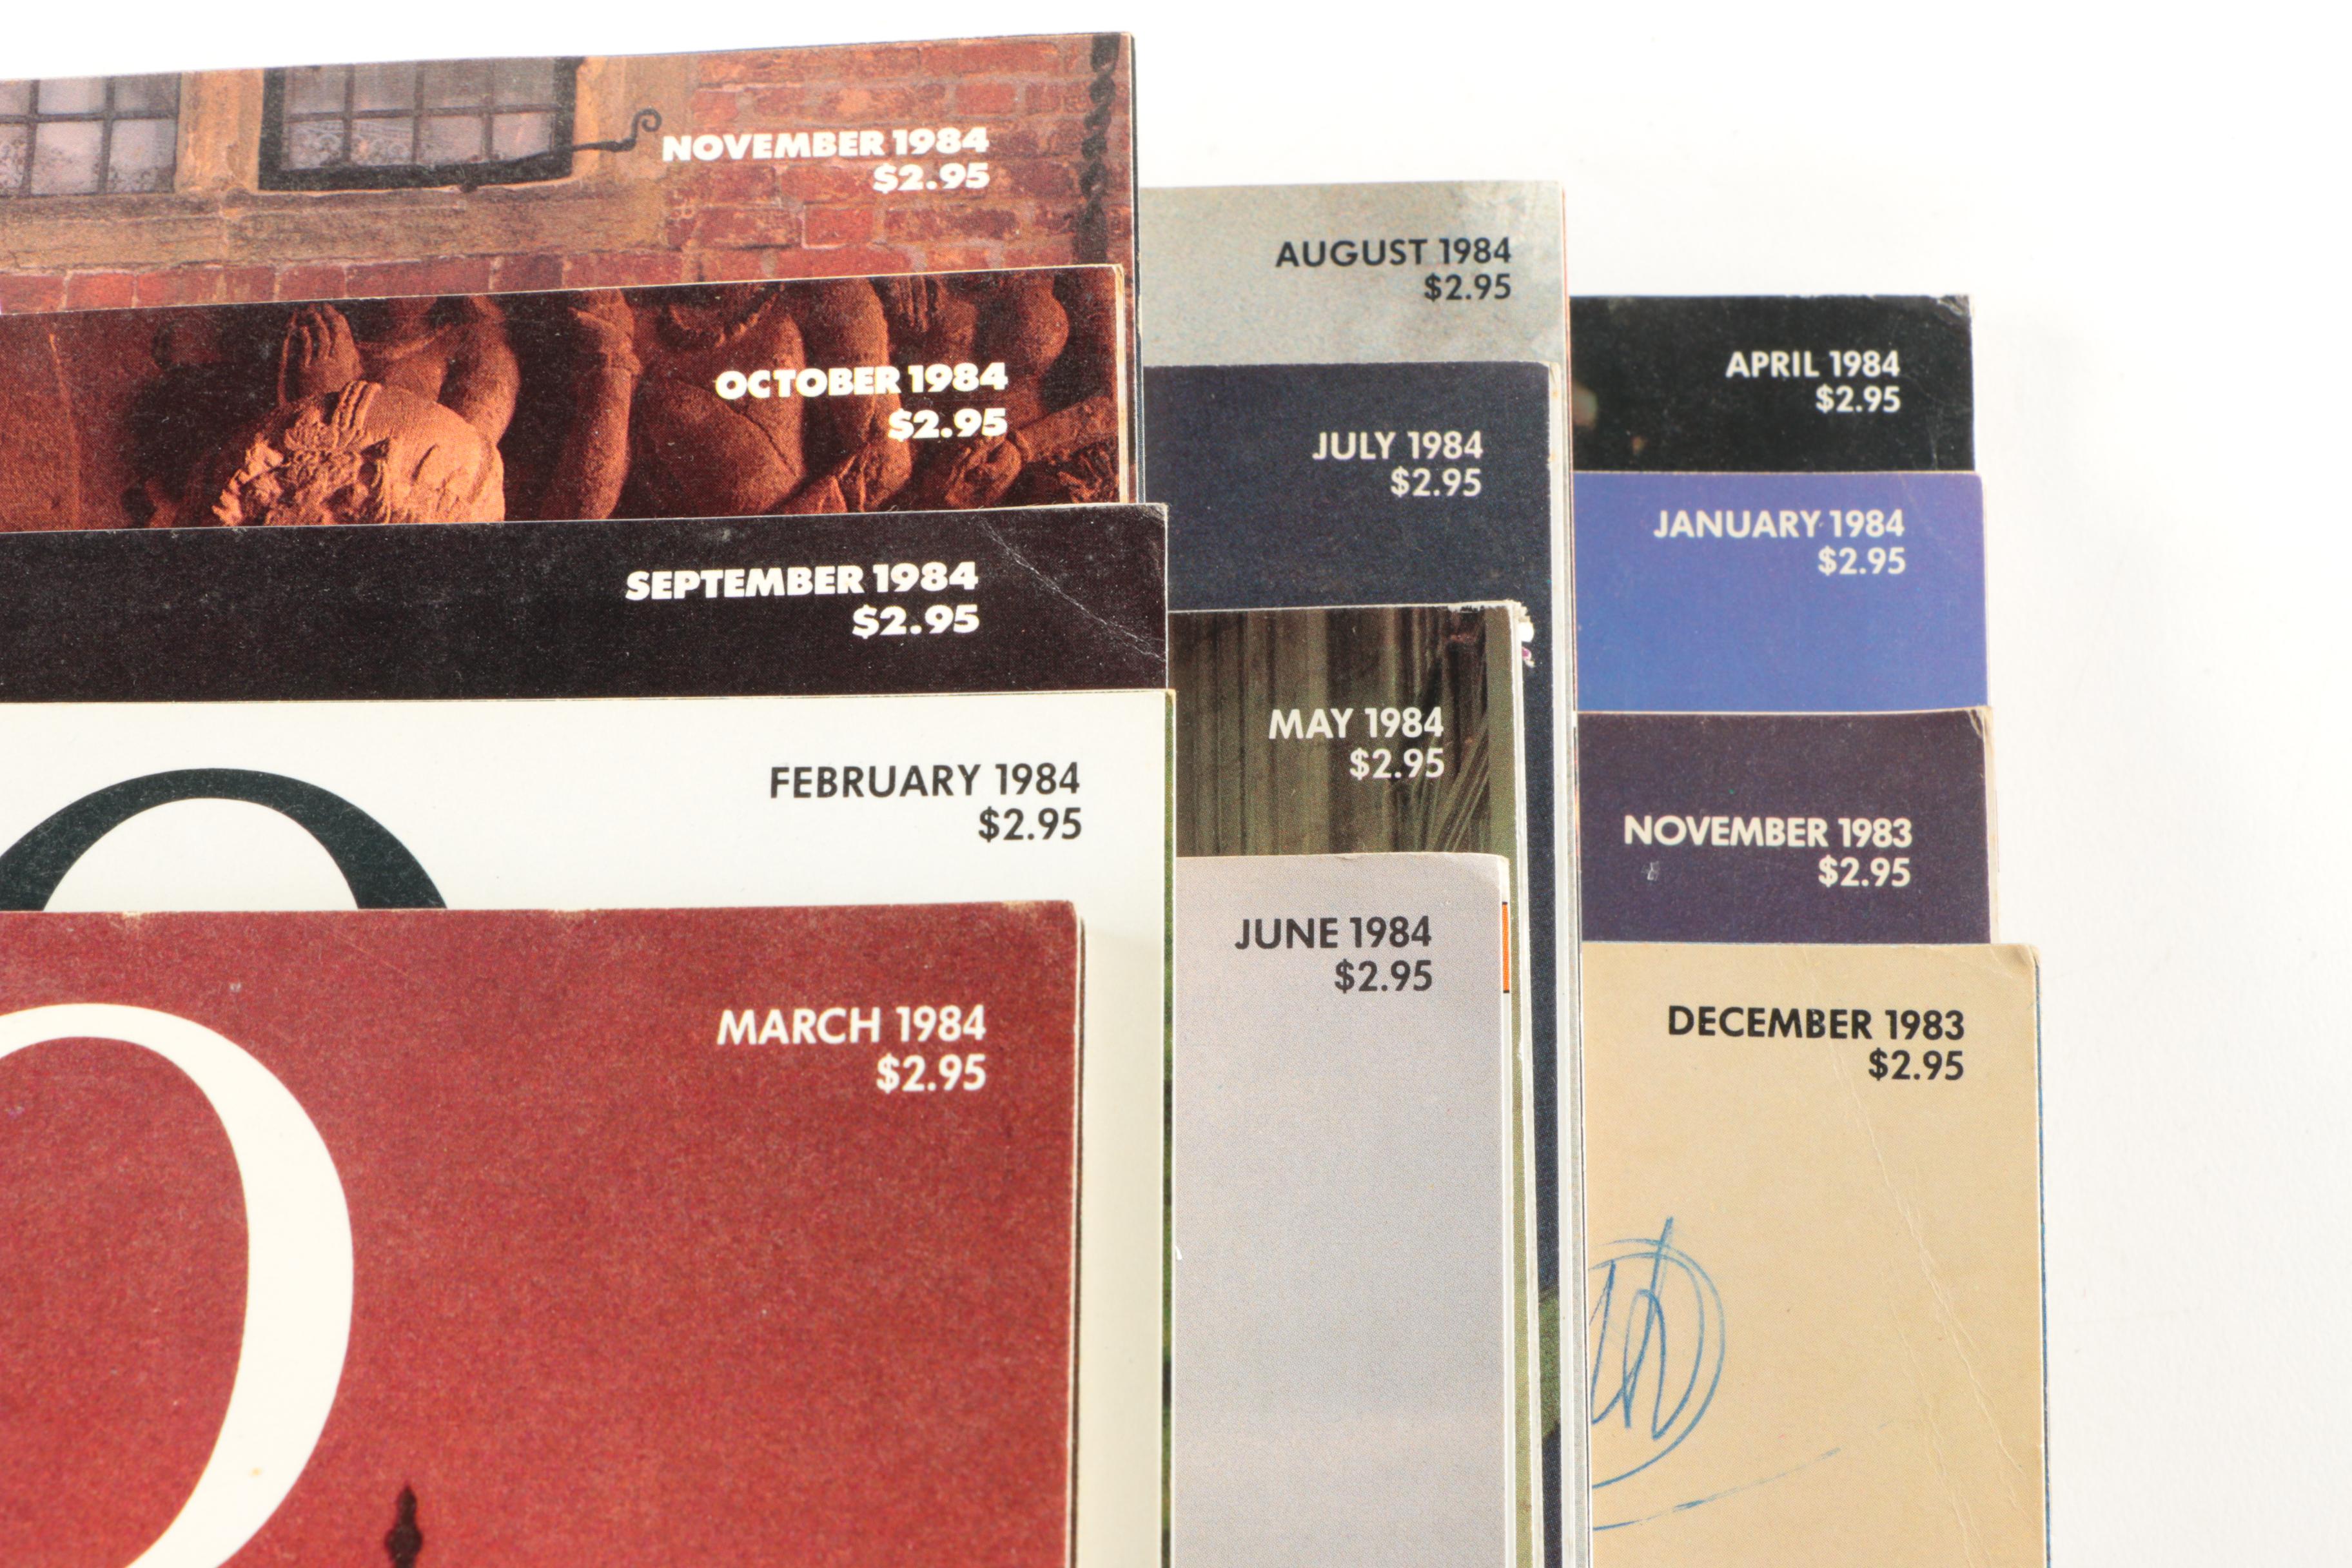 NOVEMBER 1984
$2.95
OCTOBER 1984
$2.95
SEPTEMBER 1984
$2.95
FEBRUARY 1984
$2.95
MARCH 1984
$2.95
AUGUST 1984
$2.95
JULY 1984
$2.95
MAY 1984
$2.95
JUNE 1984
$2.95
APRIL 1984
$2.95
JANUARY 1984
$2.95
NOVEMBER 1983
$2.95
DECEMBER 1983
$2.95